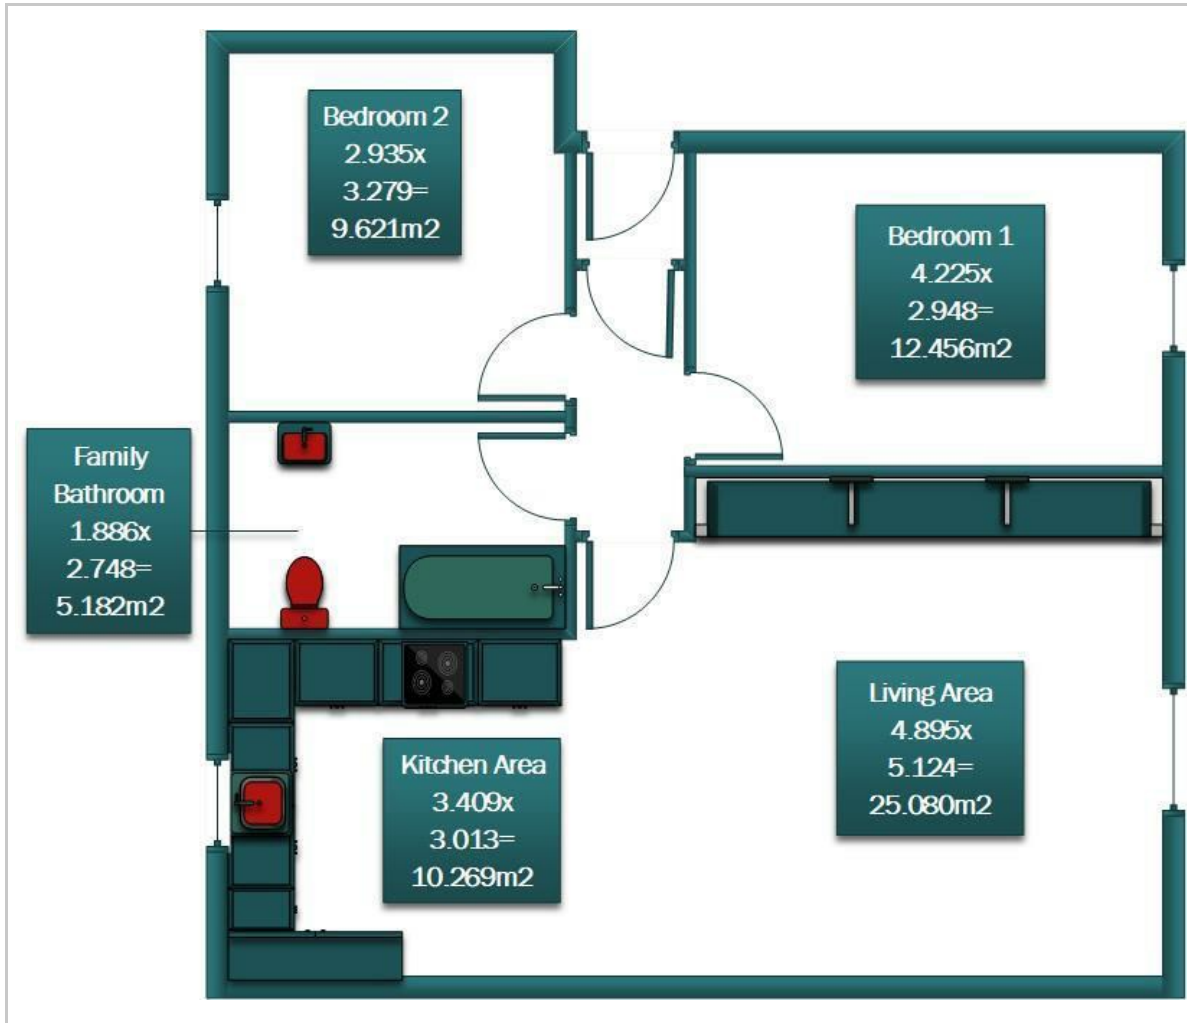 Bedroom 2
2.935x
3.279=
9.621m2
Bedroom 1
4.225x
2.948=
12.456m2
Family
Bathroom
1.886x
2.748=
5.182m2
Living Area
4.895x
5.124=
25.080m2
Kitchen Area
3.409x
3.013=
10.269m2